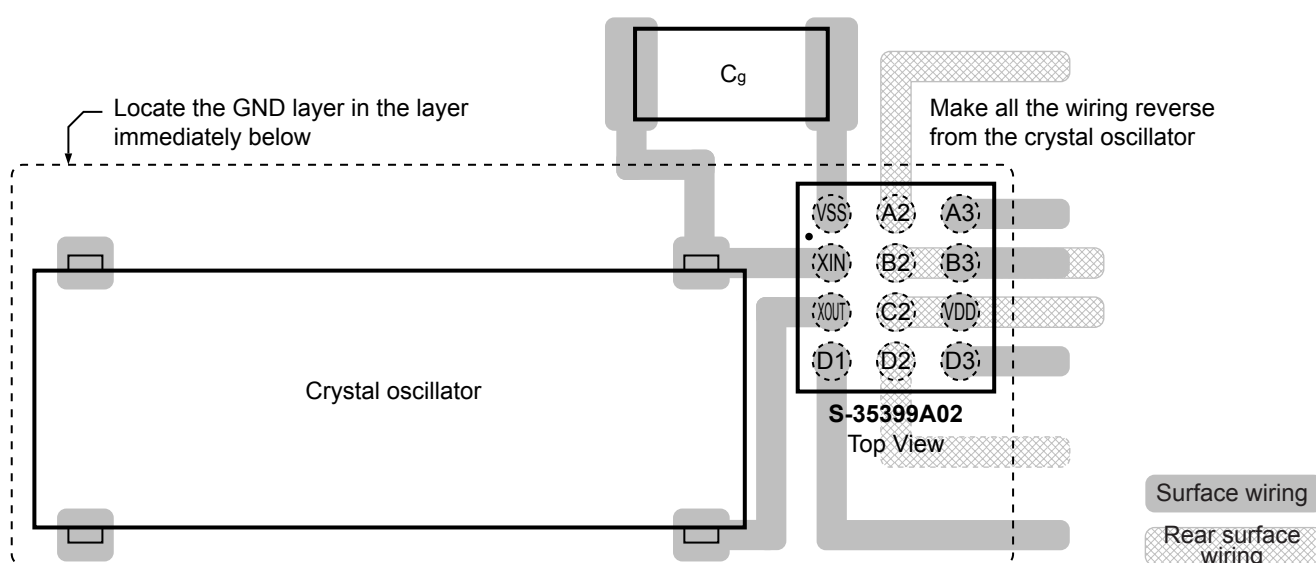 Cg
Locate the GND layer in the layer
immediately below
Make all the wiring reverse
from the crystal oscillator
VSS A2 A3
XIN B2 B3
XOUT C2 VDD
D1 D2 D3
Crystal oscillator
S-35399A02
Top View
Surface wiring
Rear surface
wiring